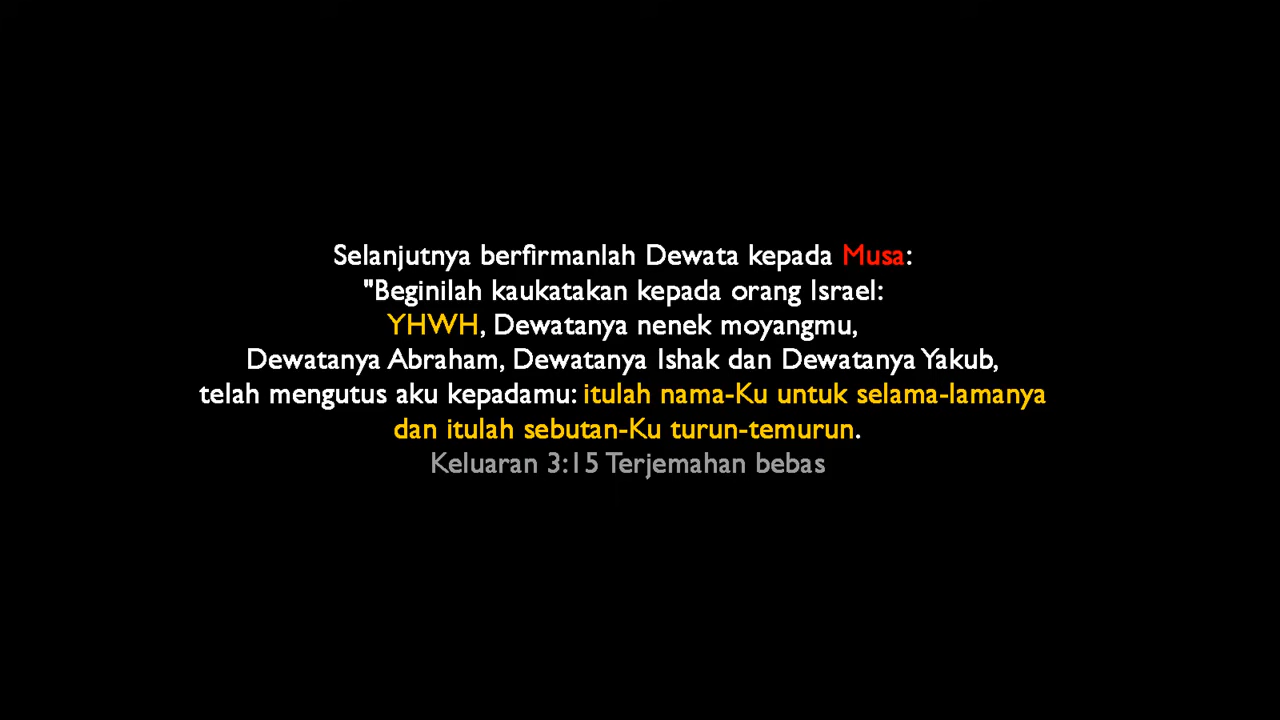 Selanjutnya berfirmanlah Dewata kepada Musa:
"Beginilah kaukatakan kepada orang Israel:
YHWH, Dewatanya nenek moyangmu,
Dewatanya Abraham, Dewatanya Ishak dan Dewatanya Yakub,
telah mengutus aku kepadamu: itulah nama-Ku untuk selama-lamanya
dan itulah sebutan-Ku turun-temurun.
Keluaran 3:15 Terjemahan bebas